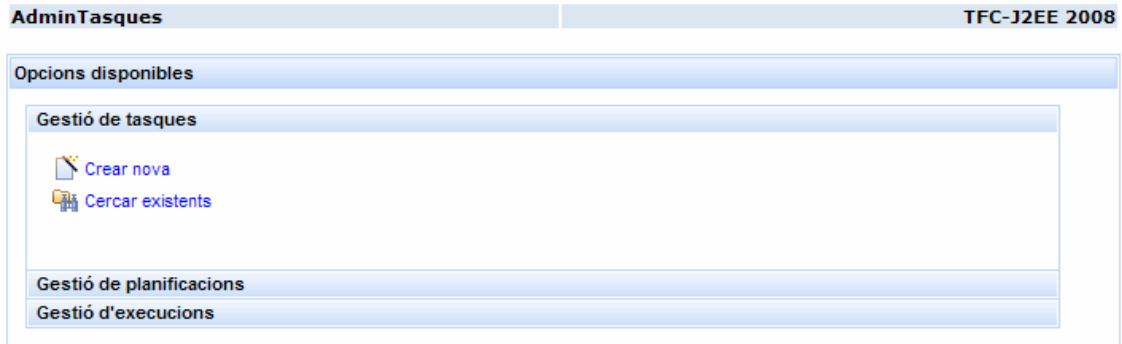 AdminTasques TFC-J2EE 2008
Opcions disponibles
Gestió de tasques
Crear nova
Cercar existents
Gestió de planificacions
Gestió d'execucions